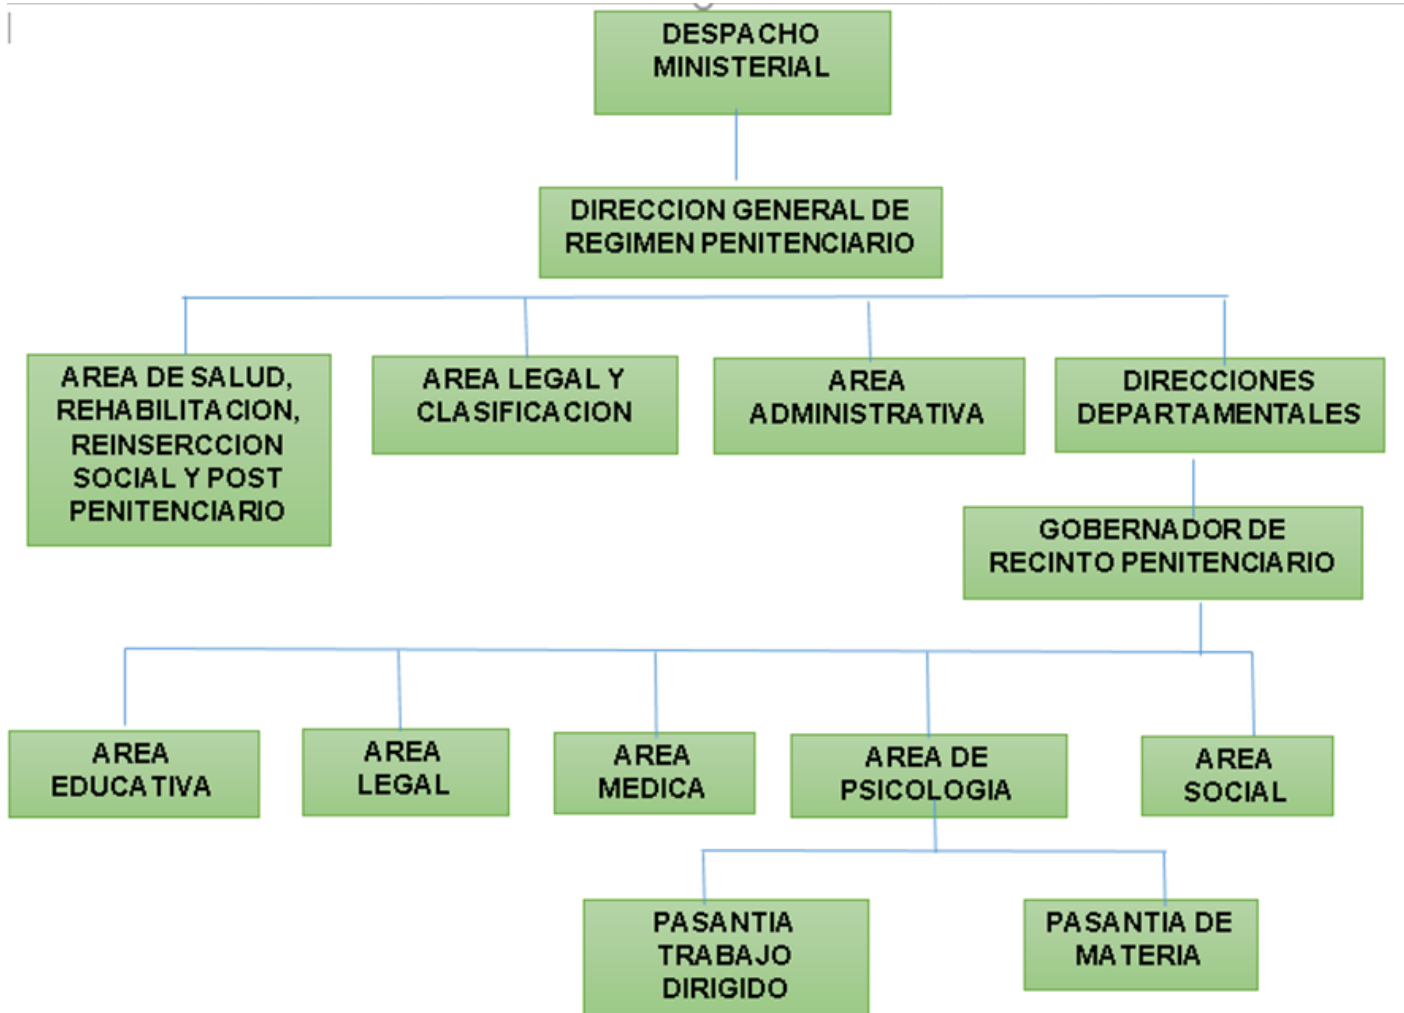 DESPACHO
MINISTERIAL
DIRECCION GENERAL DE
REGIMEN PENITENCIARIO
AREA DE SALUD,
REHABILITACION,
REINSERCCION
SOCIAL Y POST
PENITENCIARIO
AREA LEGAL Y
CLASIFICACION
AREA
ADMINISTRATIVA
DIRECCIONES
DEPARTAMENTALES
GOBERNADOR DE
RECINTO PENITENCIARIO
AREA
EDUCATIVA
AREA
LEGAL
AREA
MEDICA
AREA DE
PSICOLOGIA
AREA
SOCIAL
PASANTIA
TRABAJO
DIRIGIDO
PASANTIA DE
MATERIA